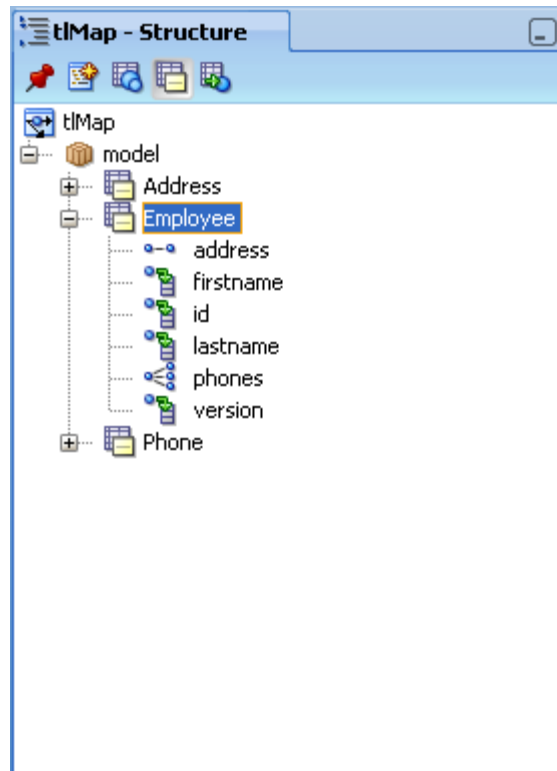 tlMap - Structure
tlMap
model
Address
Employee
address
firstname
id
lastname
phones
version
Phone